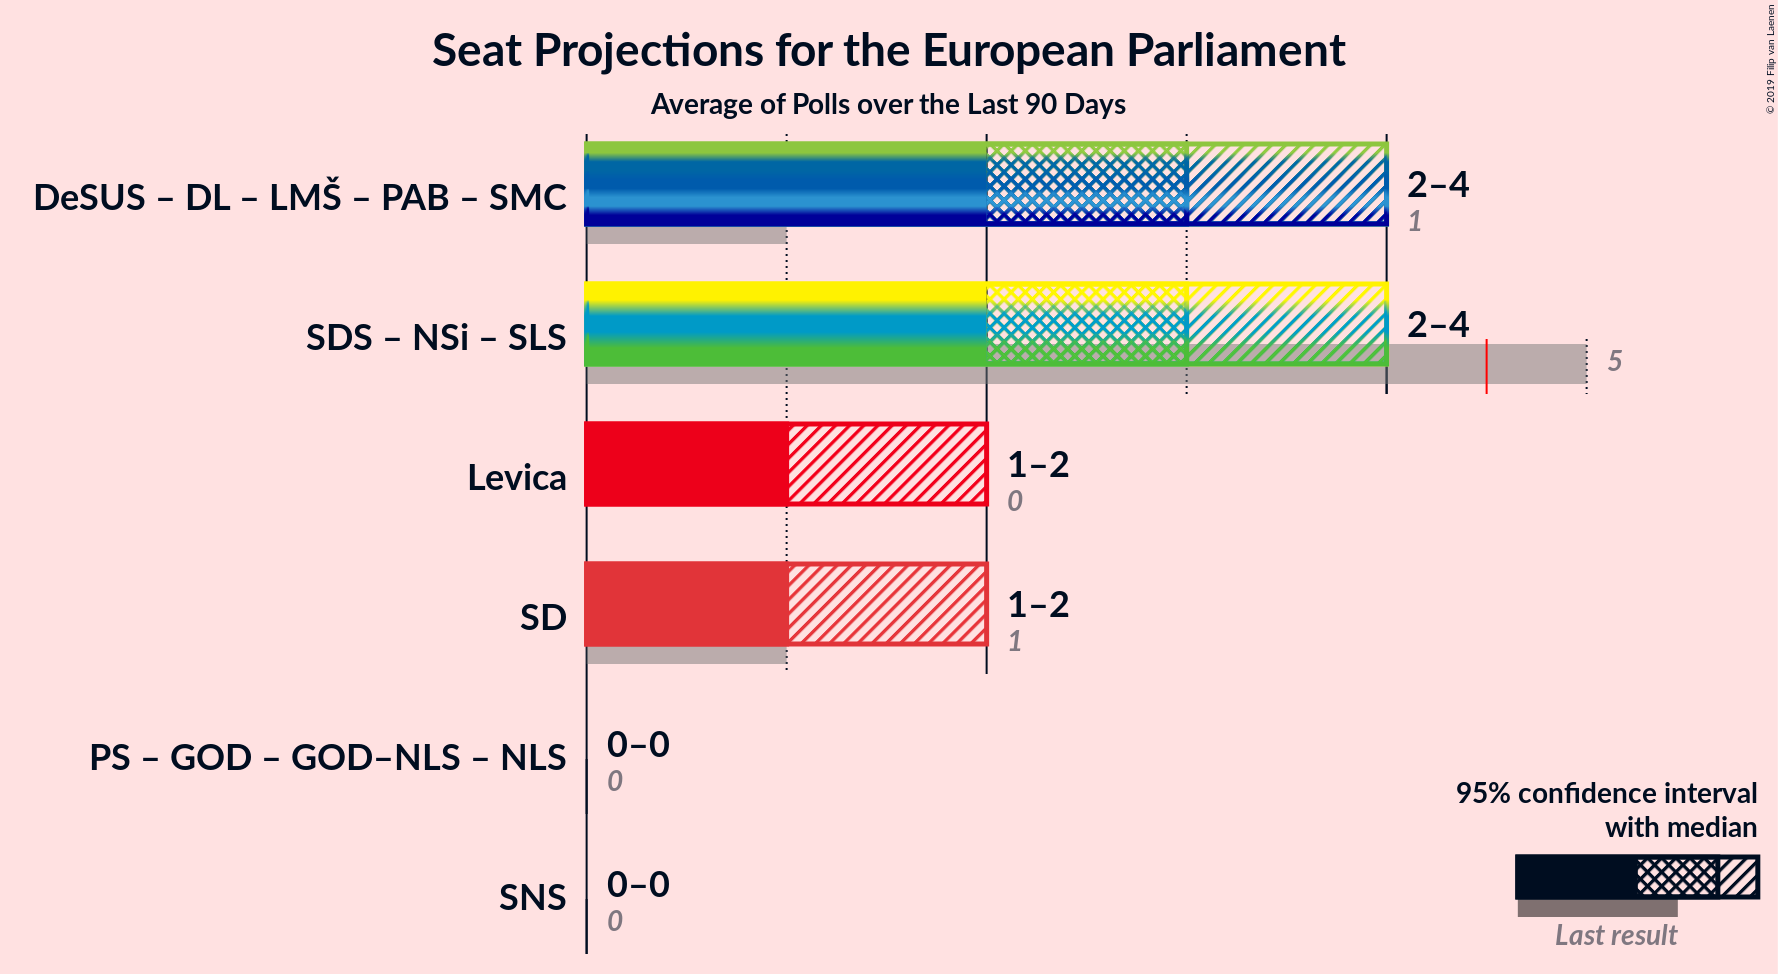 Seat Projections for the European Parliament
Average of Polls over the Last 90 Days
© 2019 Filip van Laenen
DeSUS – DL – LMŠ – PAB – SMC
2–4
1
SDS – NSi – SLS
2–4
5
Levica
1–2
0
SD
1–2
1
PS – GOD – GOD–NLS – NLS
0–0
0
SNS
0–0
0
95% confidence interval
with median
Last result